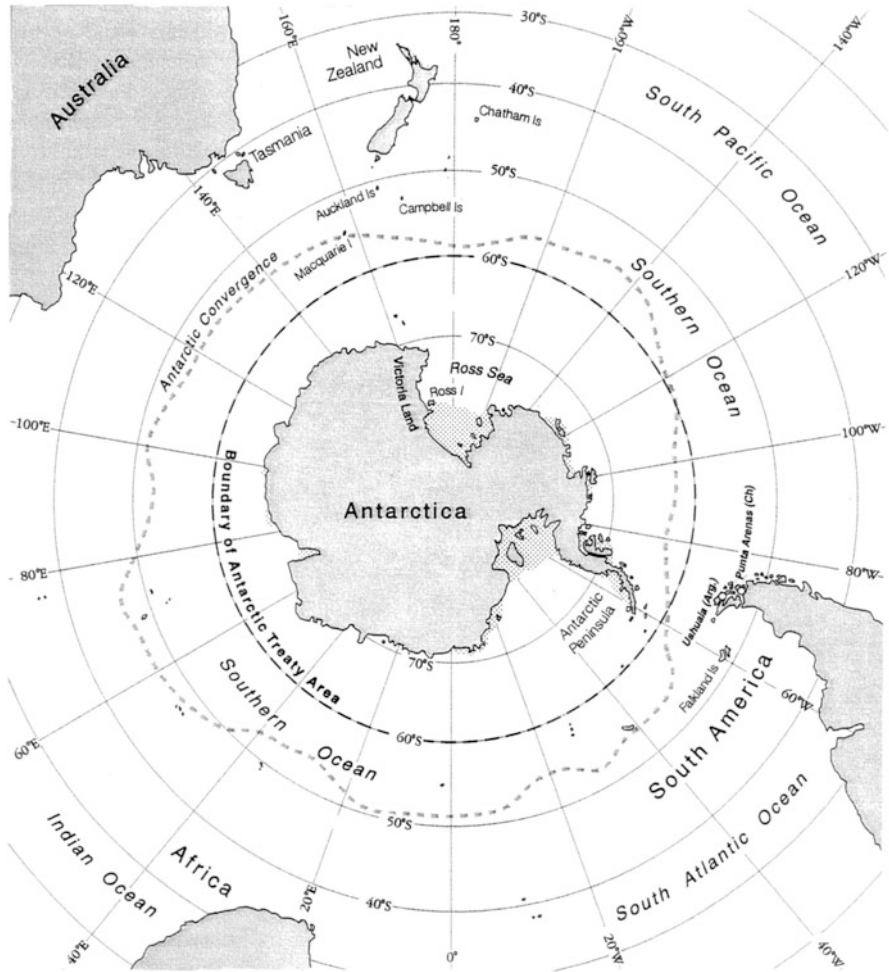 160°E
180°
30°S
160°W
140°W
New
Zealand
Australia
40°S
Chatham Is
South Pacific Ocean
Tasmania
140°E
50°S
Auckland Is
Campbell Is
Macquarie I
Antarctic Convergence
60°S
Southern Ocean
120°E
120°W
70°S
Victoria Land
Ross Sea
Ross I
100°E
100°W
Boundary of Antarctic Treaty Area
Antarctica
Punta Arenas (Ch)
Ushuaia (Arg.)
80°E
80°W
Antarctic
Peninsula
70°S
Falkland Is
60°W
South America
Southern Ocean
60°S
60°E
50°S
Africa
Indian Ocean
South Atlantic Ocean
20°E
40°S
40°E
0°
20°W
40°W